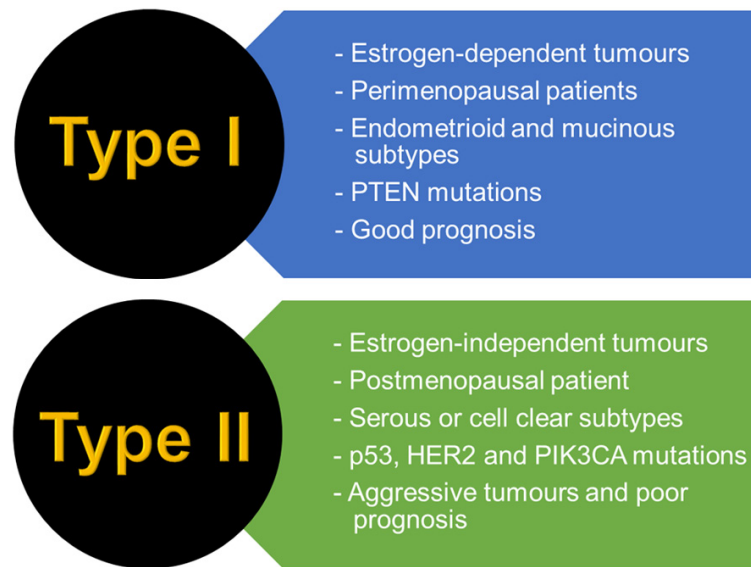 Type I
- Estrogen-dependent tumours
- Perimenopausal patients
- Endometrioid and mucinous
subtypes
- PTEN mutations
- Good prognosis
Type II
- Estrogen-independent tumours
- Postmenopausal patient
- Serous or cell clear subtypes
- p53, HER2 and PIK3CA mutations
- Aggressive tumours and poor
prognosis